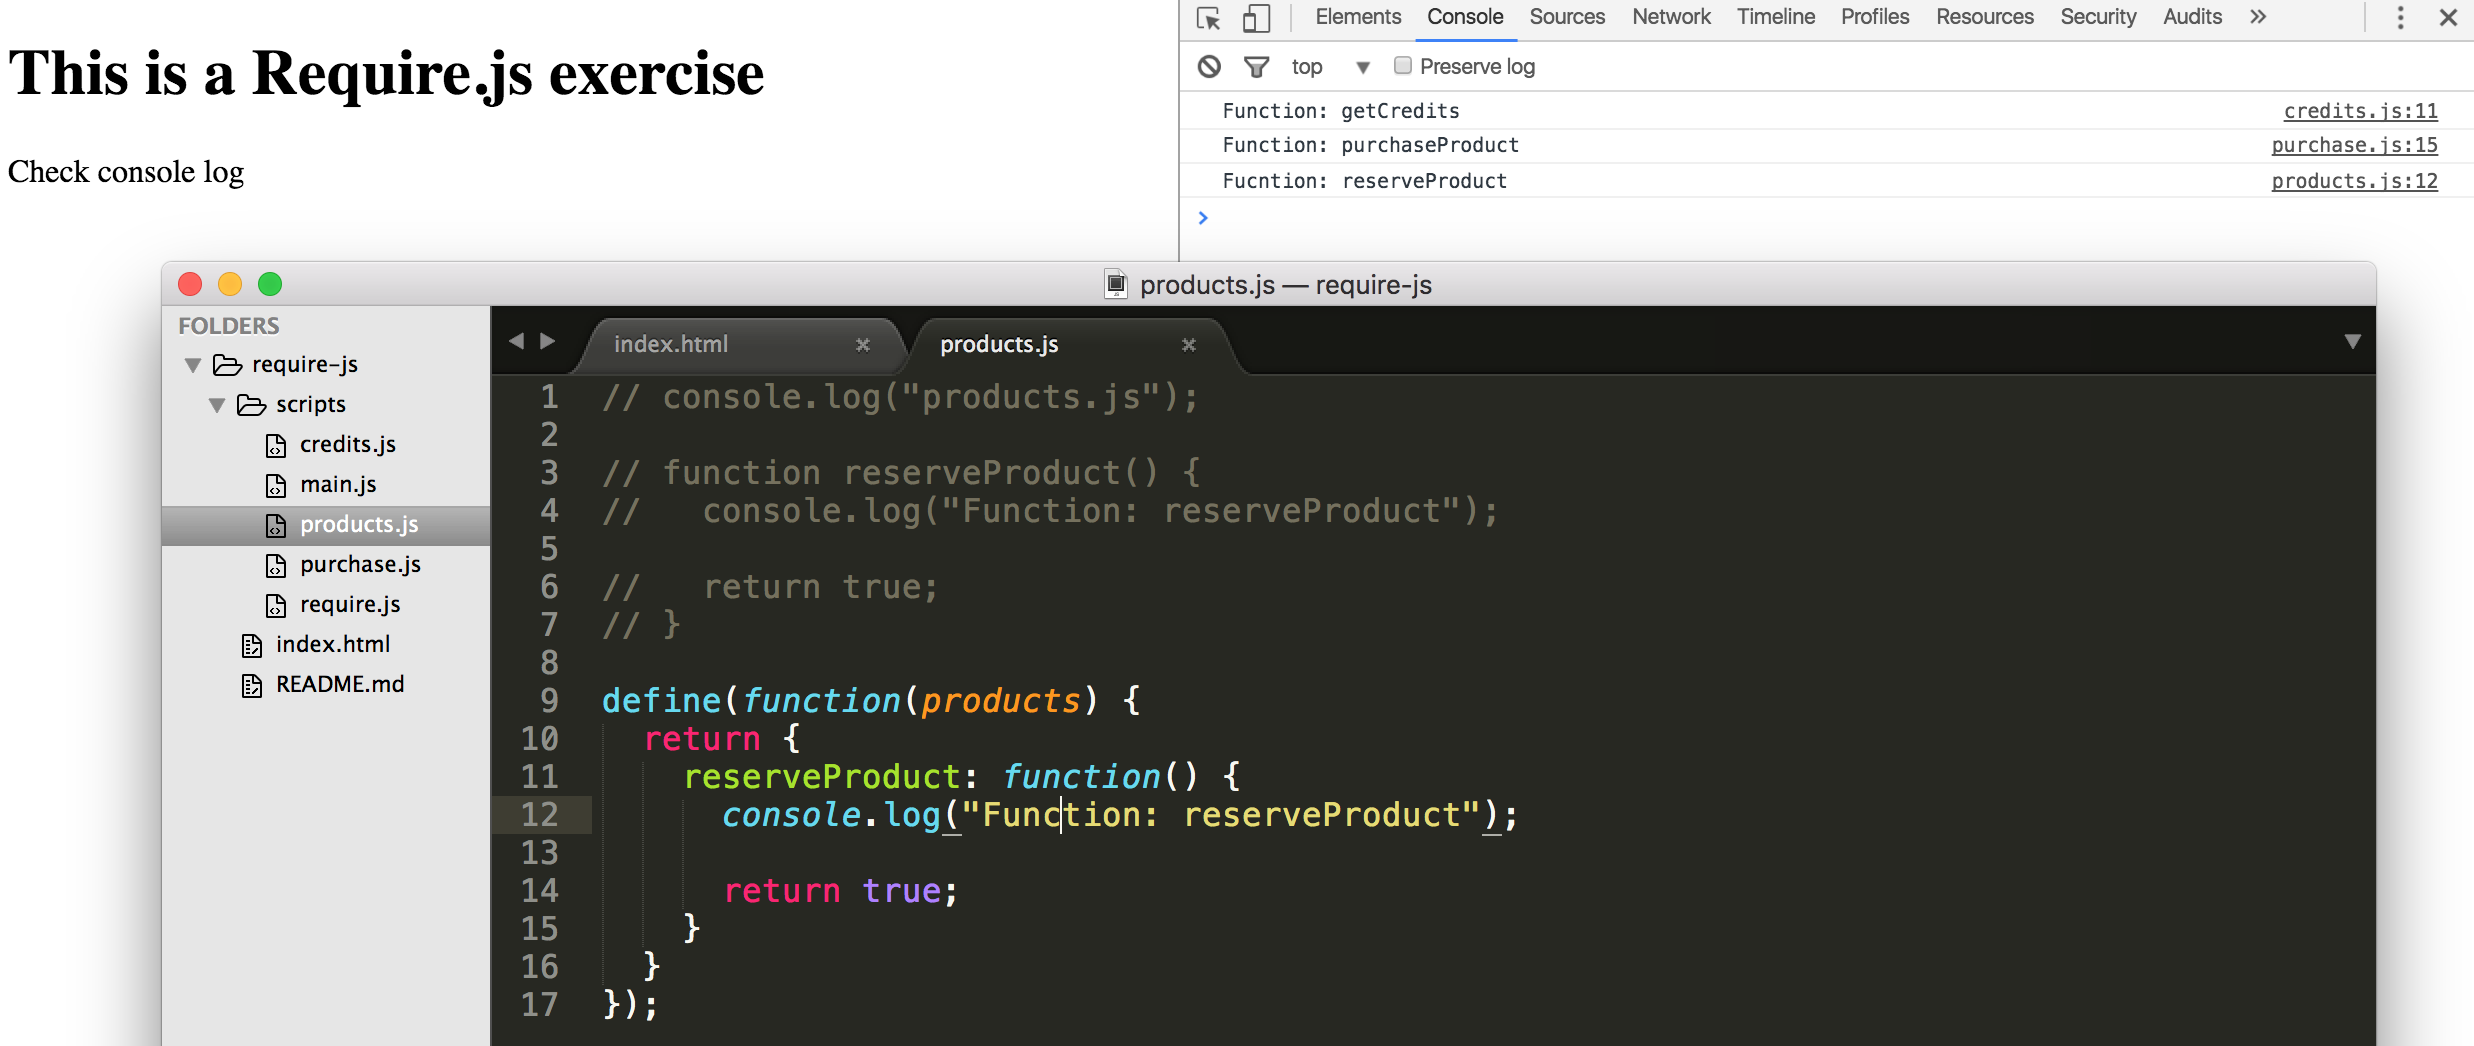 This is a Require.js exercise
Check console log
Elements Console Sources Network Timeline Profiles Resources Security Audits »
top Preserve log
Function: getCredits credits.js:11
Function: purchaseProduct purchase.js:15
Fucntion: reserveProduct products.js:12
products.js — require-js
FOLDERS
require-js
scripts
credits.js
main.js
products.js
purchase.js
require.js
index.html
README.md
index.html products.js
1 // console.log("products.js");
2
3 // function reserveProduct() {
4 //   console.log("Function: reserveProduct");
5
6 //   return true;
7 // }
8
9 define(function(products) {
10   return {
11     reserveProduct: function() {
12       console.log("Function: reserveProduct");
13
14       return true;
15     }
16   }
17 });